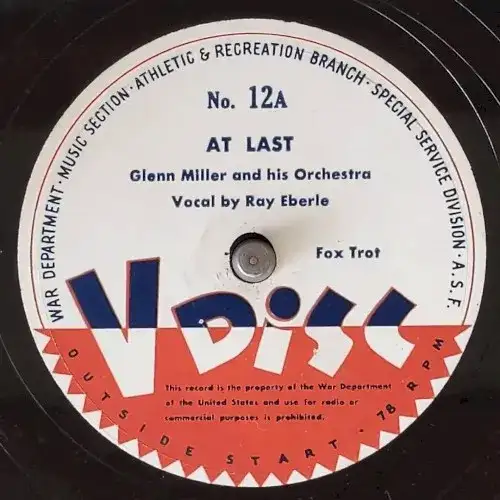 WAR DEPARTMENT · MUSIC SECTION · ATHLETIC & RECREATION BRANCH · SPECIAL SERVICE DIVISION · A.S.F.
No. 12A
AT LAST
Glenn Miller and his Orchestra
Vocal by Ray Eberle
Fox Trot
V DISC
This record is the property of the War Department
of the United States and use for radio or
commercial purposes is prohibited.
OUTSIDE START · 78 RPM